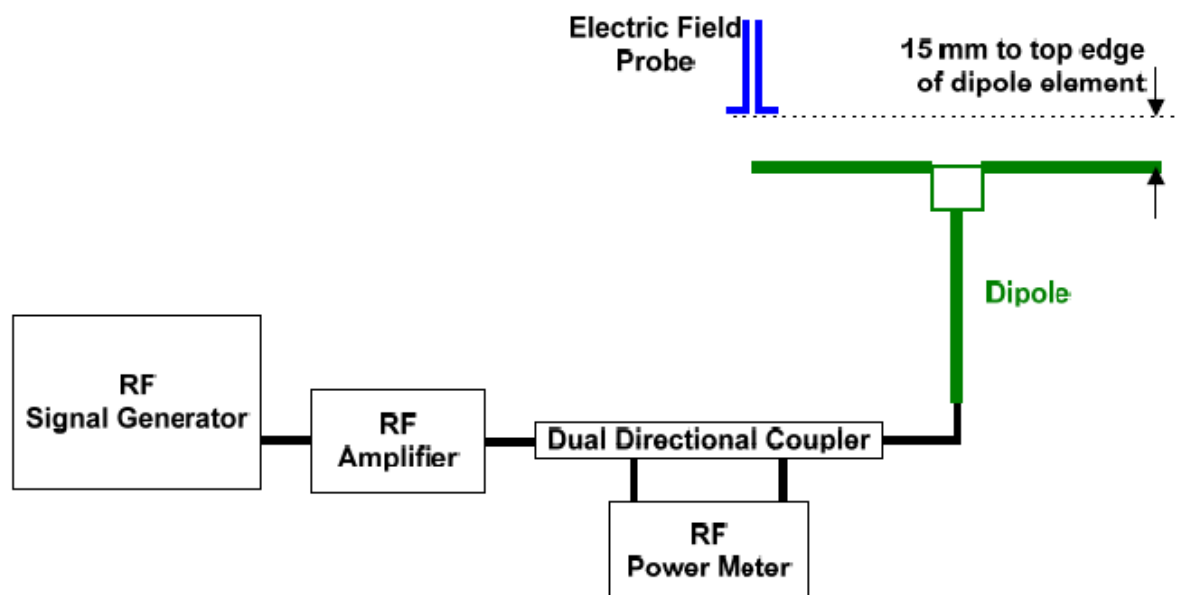 Electric Field
Probe
15 mm to top edge
of dipole element
Dipole
RF
Signal Generator
RF
Amplifier
Dual Directional Coupler
RF
Power Meter